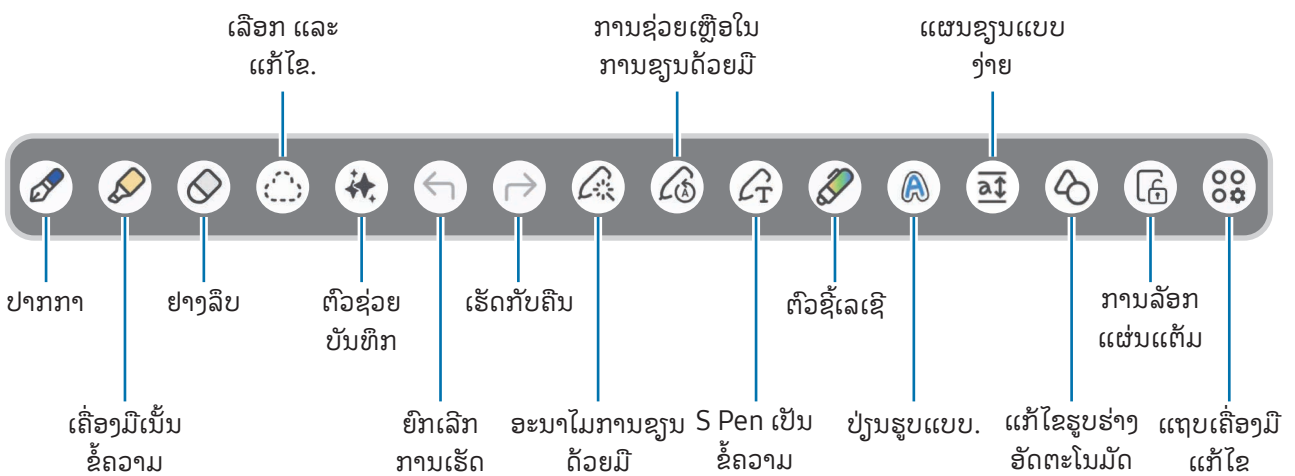 ເລືອກ ແລະ
ແກ້ໄຂ.
ການຊ່ວຍເຫຼືອໃນ
ການຂຽນດ້ວຍມື
ແຜນຂຽນແບບ
ງ່າຍ
ປາກກາ
ຢາງລຶບ
ຕົວຊ່ວຍ
ບັນທຶກ
ເຮັດກັບຄືນ
ຕົວຊີ້ເລເຊີ
ການລັອກ
ແຜ່ນແຕ້ມ
ເຄື່ອງມືເນັ້ນ
ຂໍ້ຄວາມ
ຍົກເລີກ
ການເຮັດ
ອະນາໄມການຂຽນ
ດ້ວຍມື
S Pen ເປັນ
ຂໍ້ຄວາມ
ປ່ຽນຮູບແບບ.
ແກ້ໄຂຮູບຮ່າງ
ອັດຕະໂນມັດ
ແຖບເຄື່ອງມື
ແກ້ໄຂ